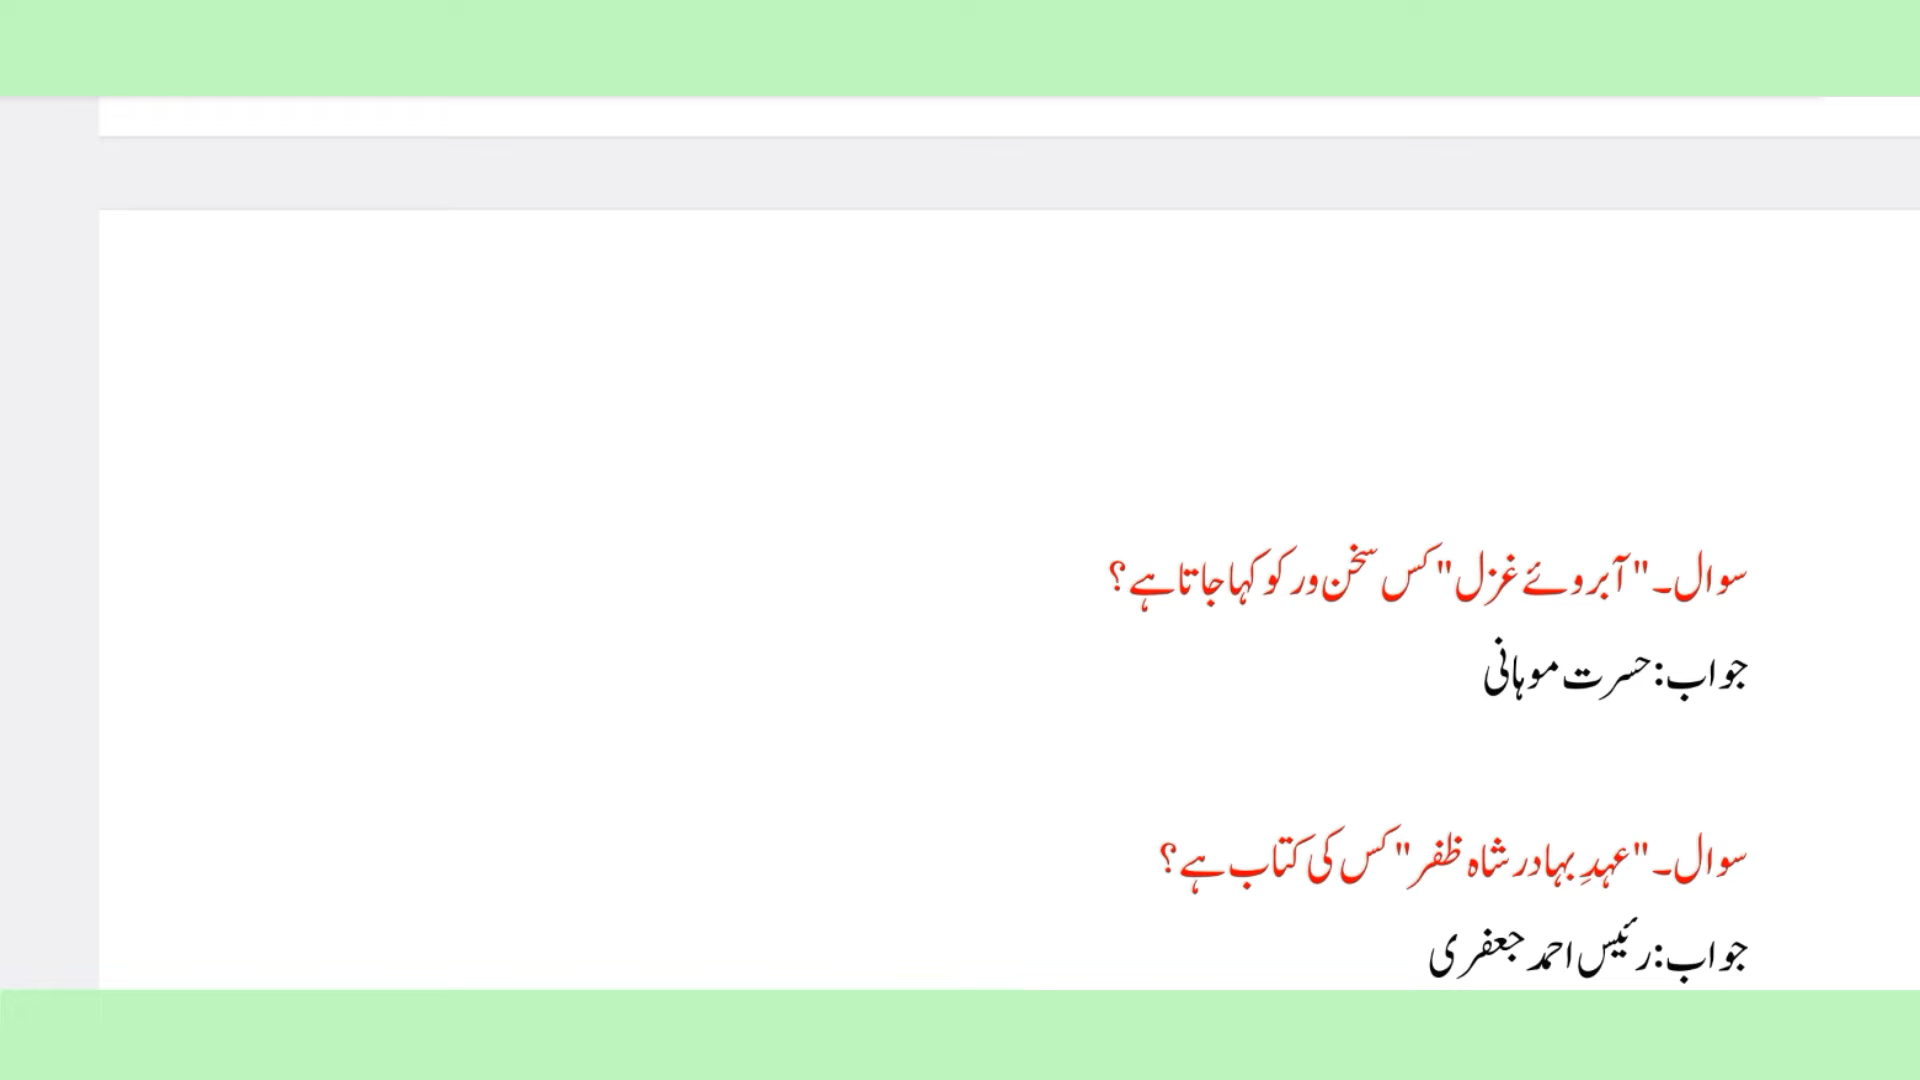 سوال۔ "آبروئے غزل" کس سخن ور کو کہا جاتا ہے؟
جواب: حسرت موہانی
سوال۔ "عہدِ بہادر شاہ ظفر" کس کی کتاب ہے؟
جواب: رئیس احمد جعفری